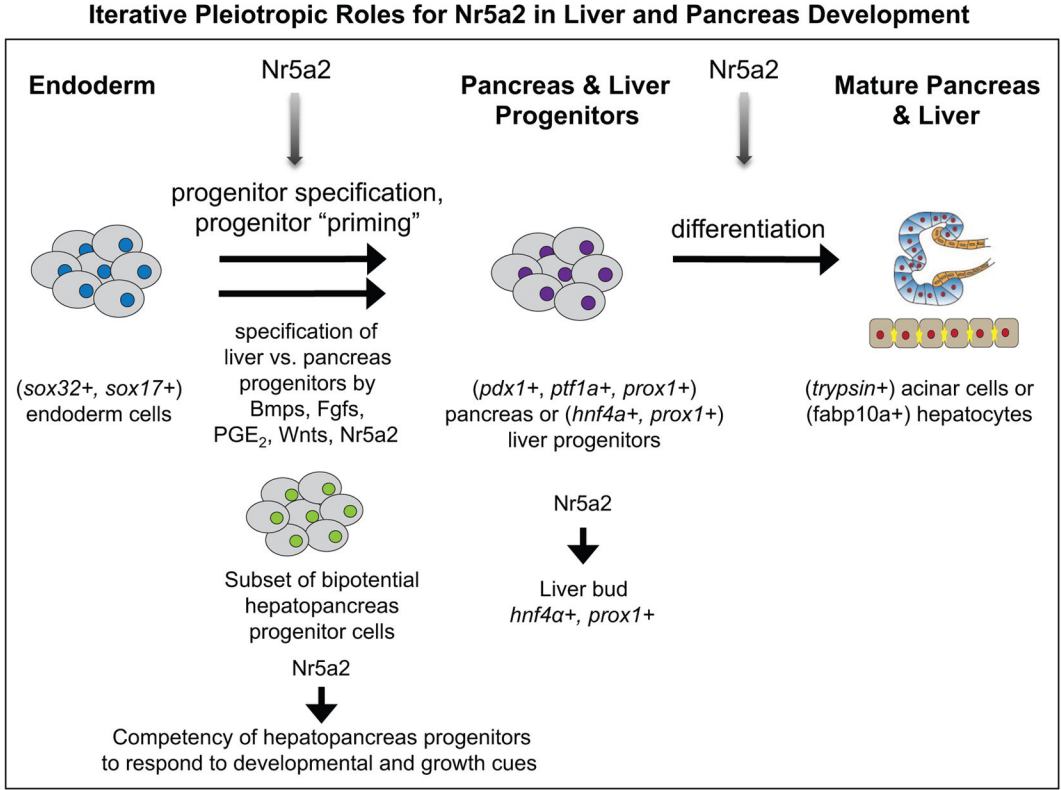 Iterative Pleiotropic Roles for Nr5a2 in Liver and Pancreas Development
Endoderm
Nr5a2
Pancreas & Liver
Progenitors
Nr5a2
Mature Pancreas
& Liver
progenitor specification,
progenitor “priming”
differentiation
specification of
liver vs. pancreas
progenitors by
Bmps, Fgfs,
PGE2, Wnts, Nr5a2
(sox32+, sox17+)
endoderm cells
(pdx1+, ptf1a+, prox1+)
pancreas or (hnf4a+, prox1+)
liver progenitors
(trypsin+) acinar cells or
(fabp10a+) hepatocytes
Nr5a2
Liver bud
hnf4α+, prox1+
Subset of bipotential
hepatopancreas
progenitor cells
Nr5a2
Competency of hepatopancreas progenitors
to respond to developmental and growth cues